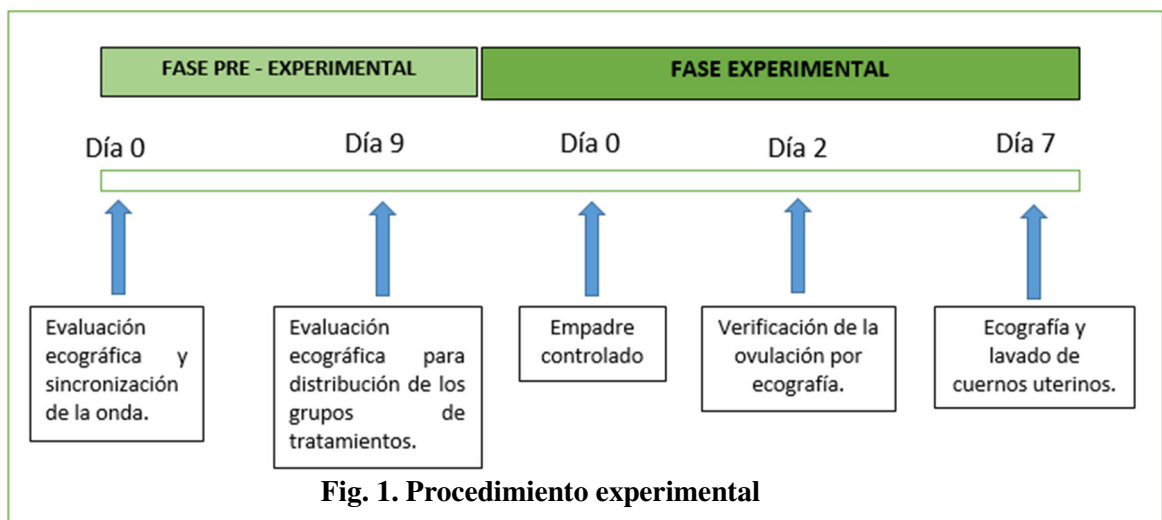 FASE PRE - EXPERIMENTAL
FASE EXPERIMENTAL
Día 0
Día 9
Día 0
Día 2
Día 7
Evaluación
ecográfica y
sincronización
de la onda.
Evaluación
ecográfica para
distribución de los
grupos de
tratamientos.
Empadre
controlado
Verificación de la
ovulación por
ecografía.
Ecografía y
lavado de
cuernos uterinos.
Fig. 1. Procedimiento experimental